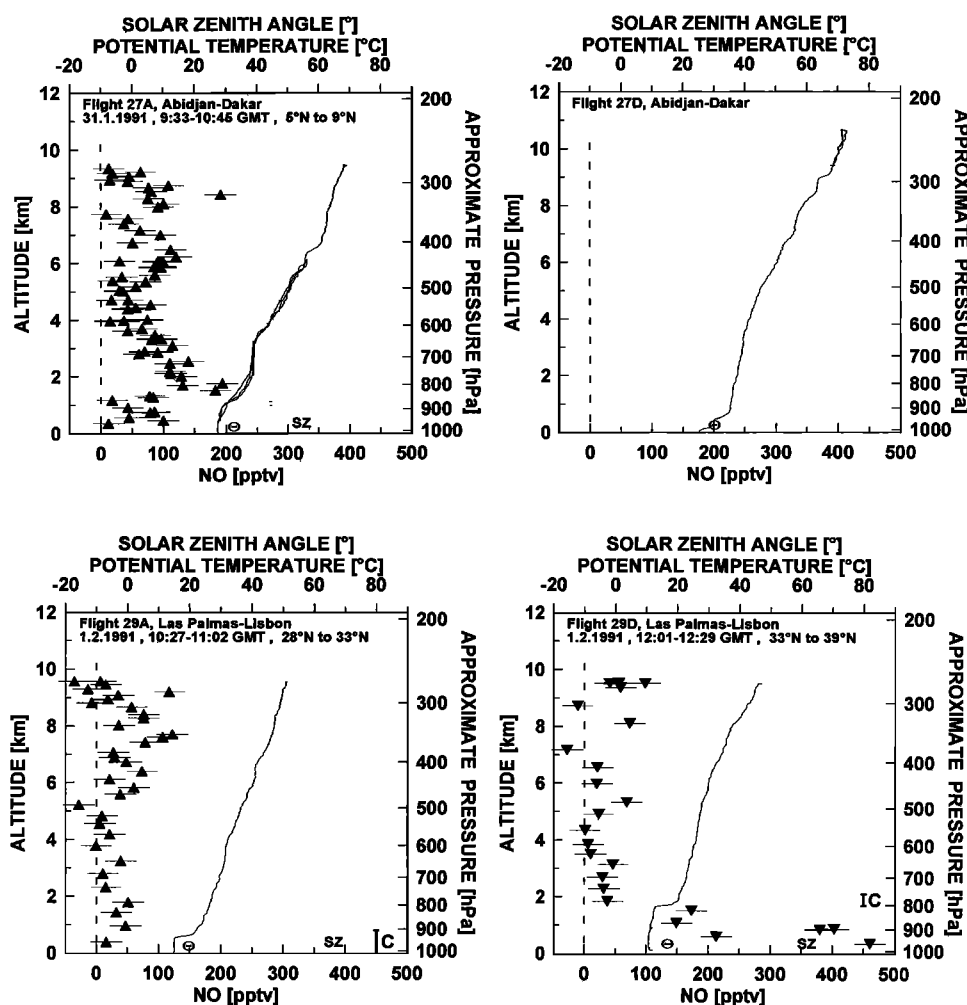 SOLAR ZENITH ANGLE [°]
POTENTIAL TEMPERATURE [°C]
-20 0 20 40 60 80
12
10
8
6
4
2
0
ALTITUDE [km]
Flight 27A, Abidjan-Dakar
31.1.1991 , 9:33-10:45 GMT , 5°N to 9°N
Θ
SZ
200
300
400
500
600
700
800
900
1000
APPROXIMATE PRESSURE [hPa]
0 100 200 300 400 500
NO [pptv]
SOLAR ZENITH ANGLE [°]
POTENTIAL TEMPERATURE [°C]
-20 0 20 40 60 80
12
10
8
6
4
2
0
ALTITUDE [km]
Flight 27D, Abidjan-Dakar
200
300
400
500
600
700
800
900
1000
APPROXIMATE PRESSURE [hPa]
0 100 200 300 400 500
NO [pptv]
SOLAR ZENITH ANGLE [°]
POTENTIAL TEMPERATURE [°C]
-20 0 20 40 60 80
12
10
8
6
4
2
0
ALTITUDE [km]
Flight 29A, Las Palmas-Lisbon
1.2.1991 , 10:27-11:02 GMT , 28°N to 33°N
Θ
SZ
C
200
300
400
500
600
700
800
900
1000
APPROXIMATE PRESSURE [hPa]
0 100 200 300 400 500
NO [pptv]
SOLAR ZENITH ANGLE [°]
POTENTIAL TEMPERATURE [°C]
-20 0 20 40 60 80
12
10
8
6
4
2
0
ALTITUDE [km]
Flight 29D, Las Palmas-Lisbon
1.2.1991 , 12:01-12:29 GMT , 33°N to 39°N
C
Θ
SZ
200
300
400
500
600
700
800
900
1000
APPROXIMATE PRESSURE [hPa]
0 100 200 300 400 500
NO [pptv]